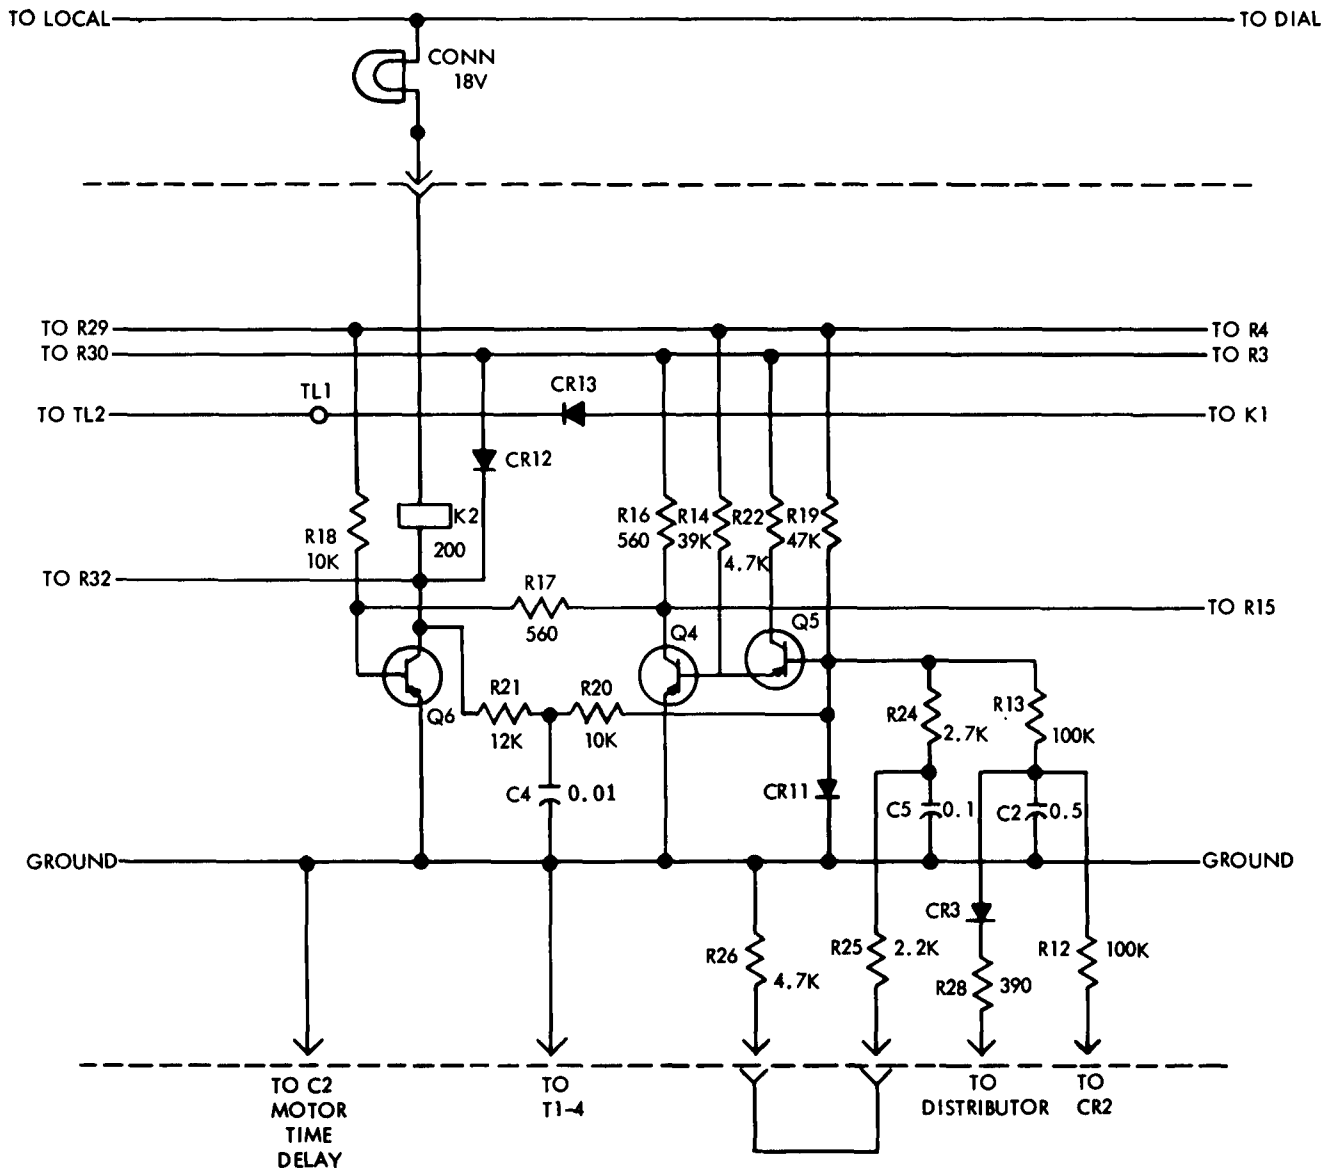 TO LOCAL
TO DIAL
CONN
18V
TO R29
TO R4
TO R30
TO R3
TL1
CR13
TO TL2
TO K1
CR12
R18
10K
K2
200
R16
560
R14
39K
R22
4.7K
R19
47K
TO R32
R17
560
TO R15
Q4
Q5
Q6
R21
12K
R20
10K
R24
2.7K
R13
100K
C4
0.01
CR11
C5
0.1
C2
0.5
GROUND
GROUND
CR3
R26
4.7K
R25
2.2K
R28
390
R12
100K
TO C2
MOTOR
TIME
DELAY
TO
T1-4
TO
DISTRIBUTOR
TO
CR2